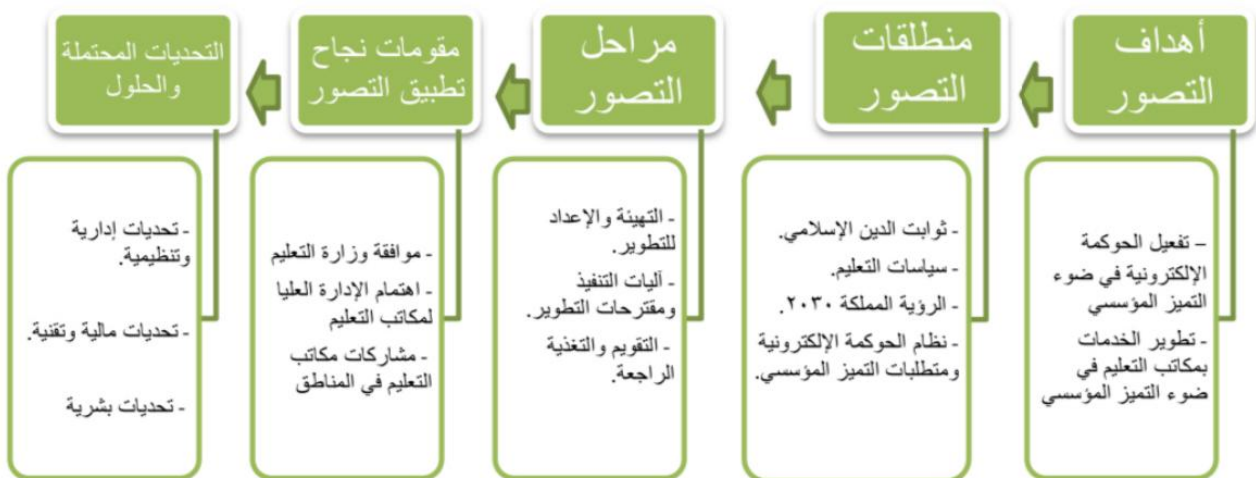 أهداف
التصور
– تفعيل الحوكمة
الإلكترونية في ضوء
التميز المؤسسي
- تطوير الخدمات
بمكاتب التعليم في
ضوء التميز المؤسسي
منطلقات
التصور
- ثوابت الدين الإسلامي.
- سياسات التعليم.
- الرؤية المملكة ٢٠٣٠.
- نظام الحوكمة الإلكترونية
ومتطلبات التميز المؤسسي.
مراحل
التصور
- التهيئة والإعداد
للتطوير.
- آليات التنفيذ
ومقترحات التطوير.
- التقويم والتغذية
الراجعة.
مقومات نجاح
تطبيق التصور
- موافقة وزارة التعليم
- اهتمام الإدارة العليا
لمكاتب التعليم
- مشاركات مكاتب
التعليم في المناطق
التحديات المحتملة
والحلول
- تحديات إدارية
وتنظيمية.
- تحديات مالية وتقنية.
- تحديات بشرية